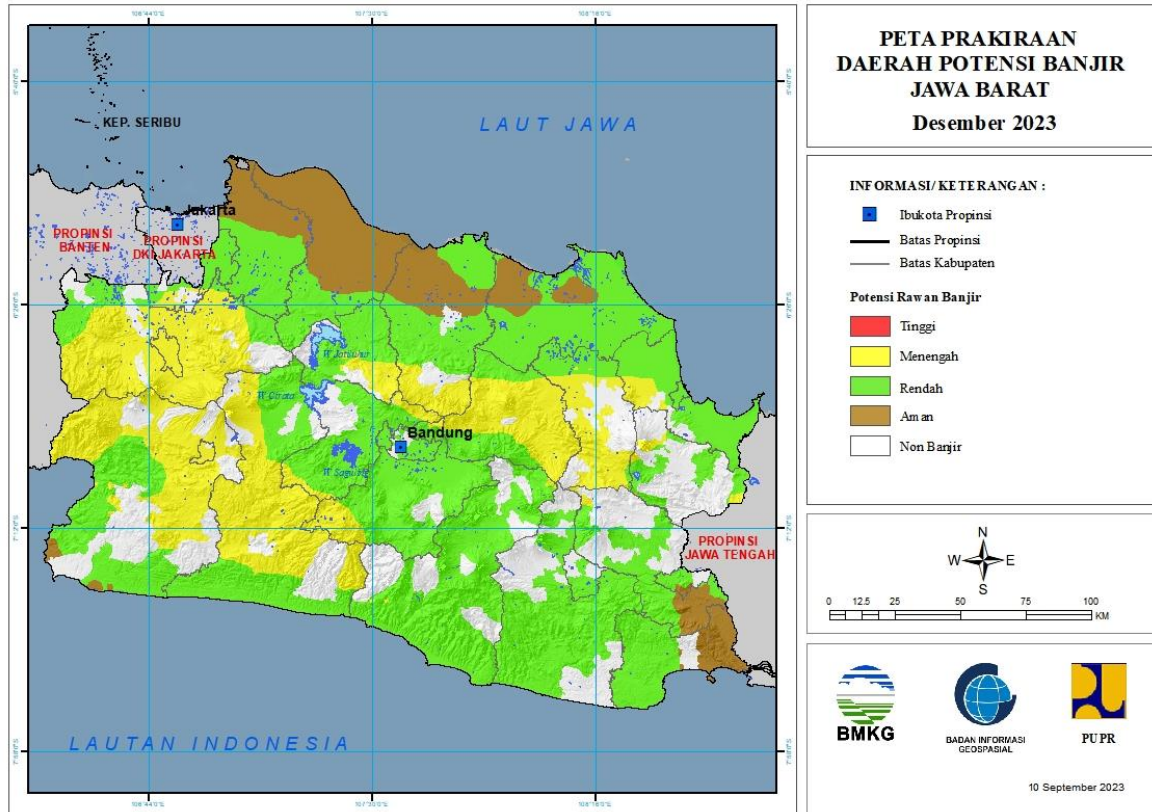 PETA PRAKIRAAN
DAERAH POTENSI BANJIR
JAWA BARAT
Desember 2023
INFORMASI/ KETERANGAN :
Ibukota Propinsi
Batas Propinsi
Batas Kabupaten
Potensi Rawan Banjir
Tinggi
Menengah
Rendah
Aman
Non Banjir
N
W E
S
0 12.5 25 50 75 100
KM
BMKG
BADAN INFORMASI
GEOSPASIAL
PUPR
10 September 2023
KEP. SERIBU
LAUT JAWA
Jakarta
PROPINSI
BANTEN
PROPINSI
DKI JAKARTA
W Cirata
Bandung
PROPINSI
JAWA TENGAH
LAUTAN INDONESIA